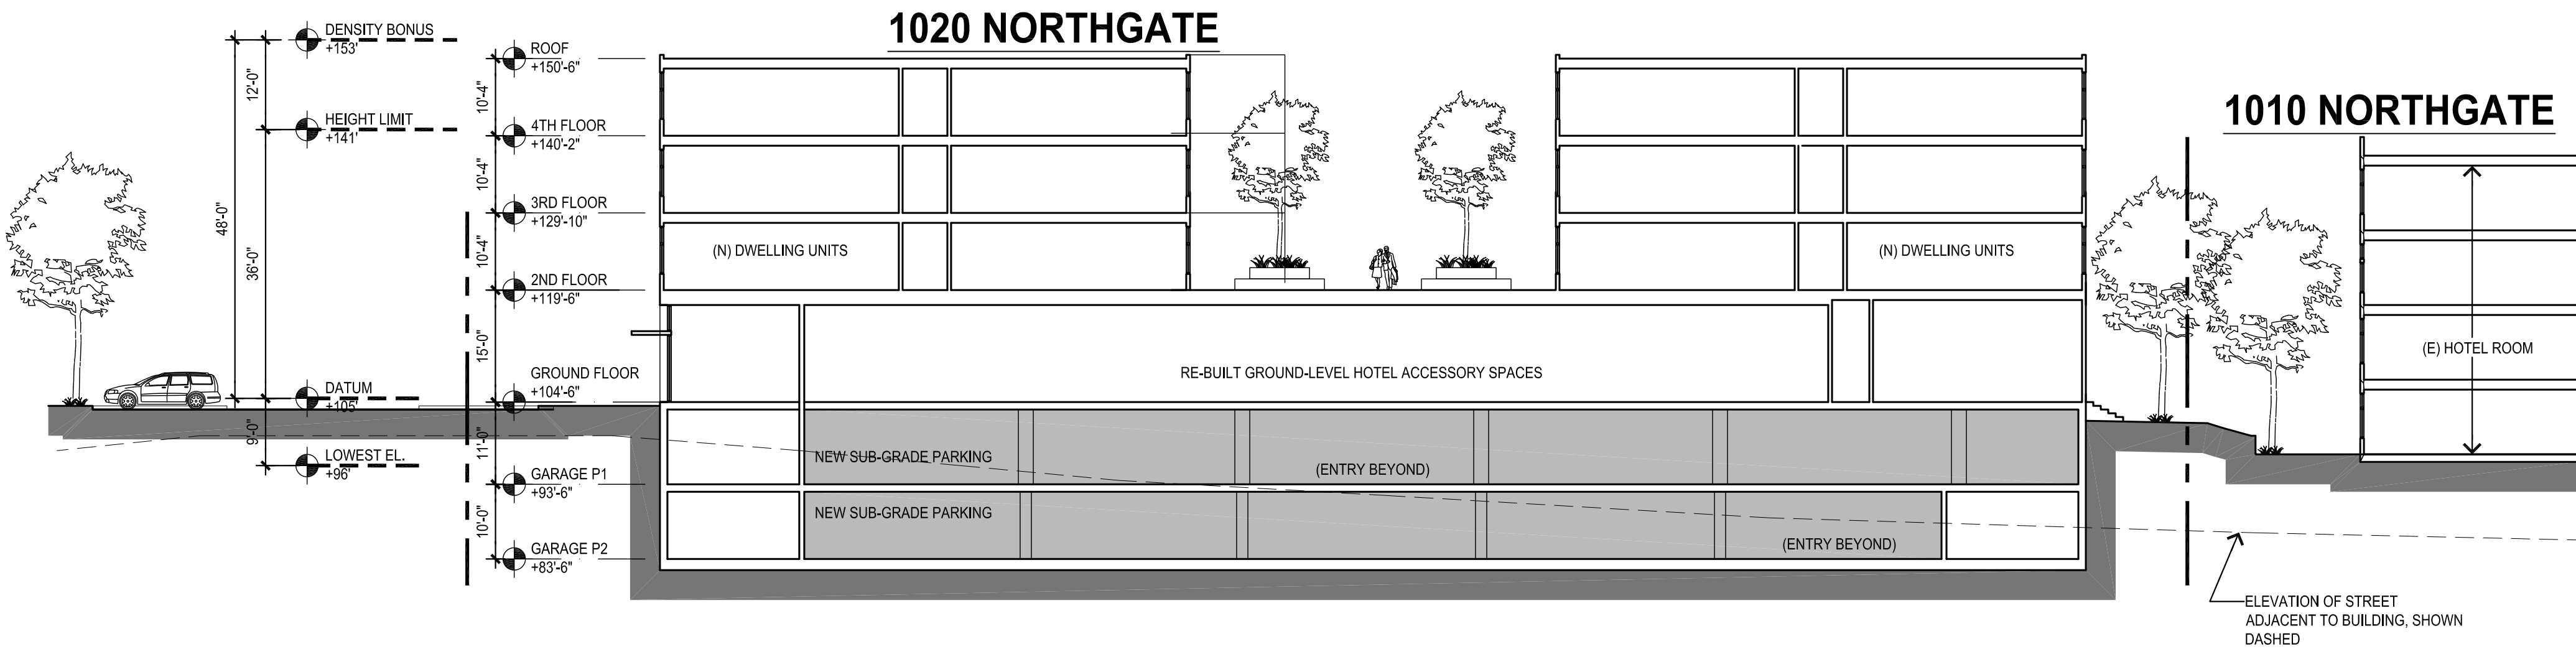 1020 NORTHGATE
1010 NORTHGATE
DENSITY BONUS
+153'
12'-0"
HEIGHT LIMIT
+141'
48'-0"
36'-0"
DATUM
+105'
9'-0"
LOWEST EL.
+96'
ROOF
+150'-6"
10'-4"
4TH FLOOR
+140'-2"
10'-4"
3RD FLOOR
+129'-10"
10'-4"
2ND FLOOR
+119'-6"
15'-0"
GROUND FLOOR
+104'-6"
11'-0"
GARAGE P1
+93'-6"
10'-0"
GARAGE P2
+83'-6"
(N) DWELLING UNITS
(N) DWELLING UNITS
RE-BUILT GROUND-LEVEL HOTEL ACCESSORY SPACES
NEW SUB-GRADE PARKING
(ENTRY BEYOND)
NEW SUB-GRADE PARKING
(ENTRY BEYOND)
(E) HOTEL ROOM
ELEVATION OF STREET
ADJACENT TO BUILDING, SHOWN
DASHED